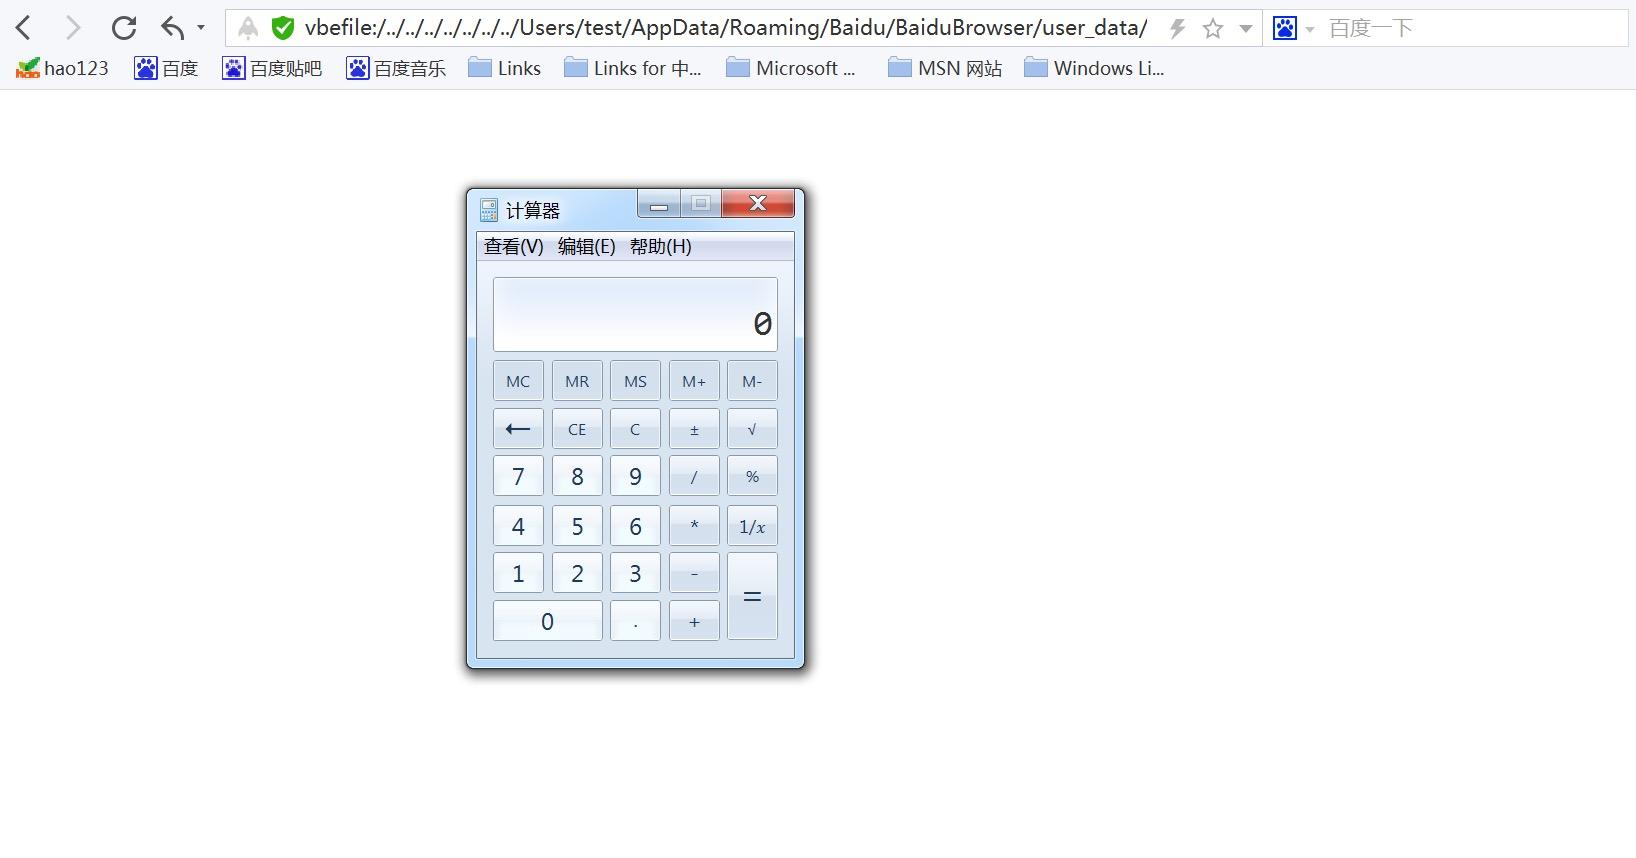 vbefile:/../../../../../../../Users/test/AppData/Roaming/Baidu/BaiduBrowser/user_data/ 百度一下
hao123 百度 百度贴吧 百度音乐 Links Links for 中... Microsoft ... MSN 网站 Windows Li...
计算器
查看(V) 编辑(E) 帮助(H)
0
MC MR MS M+ M-
← CE C ± √
7 8 9 / %
4 5 6 * 1/x
1 2 3 - =
0 . +